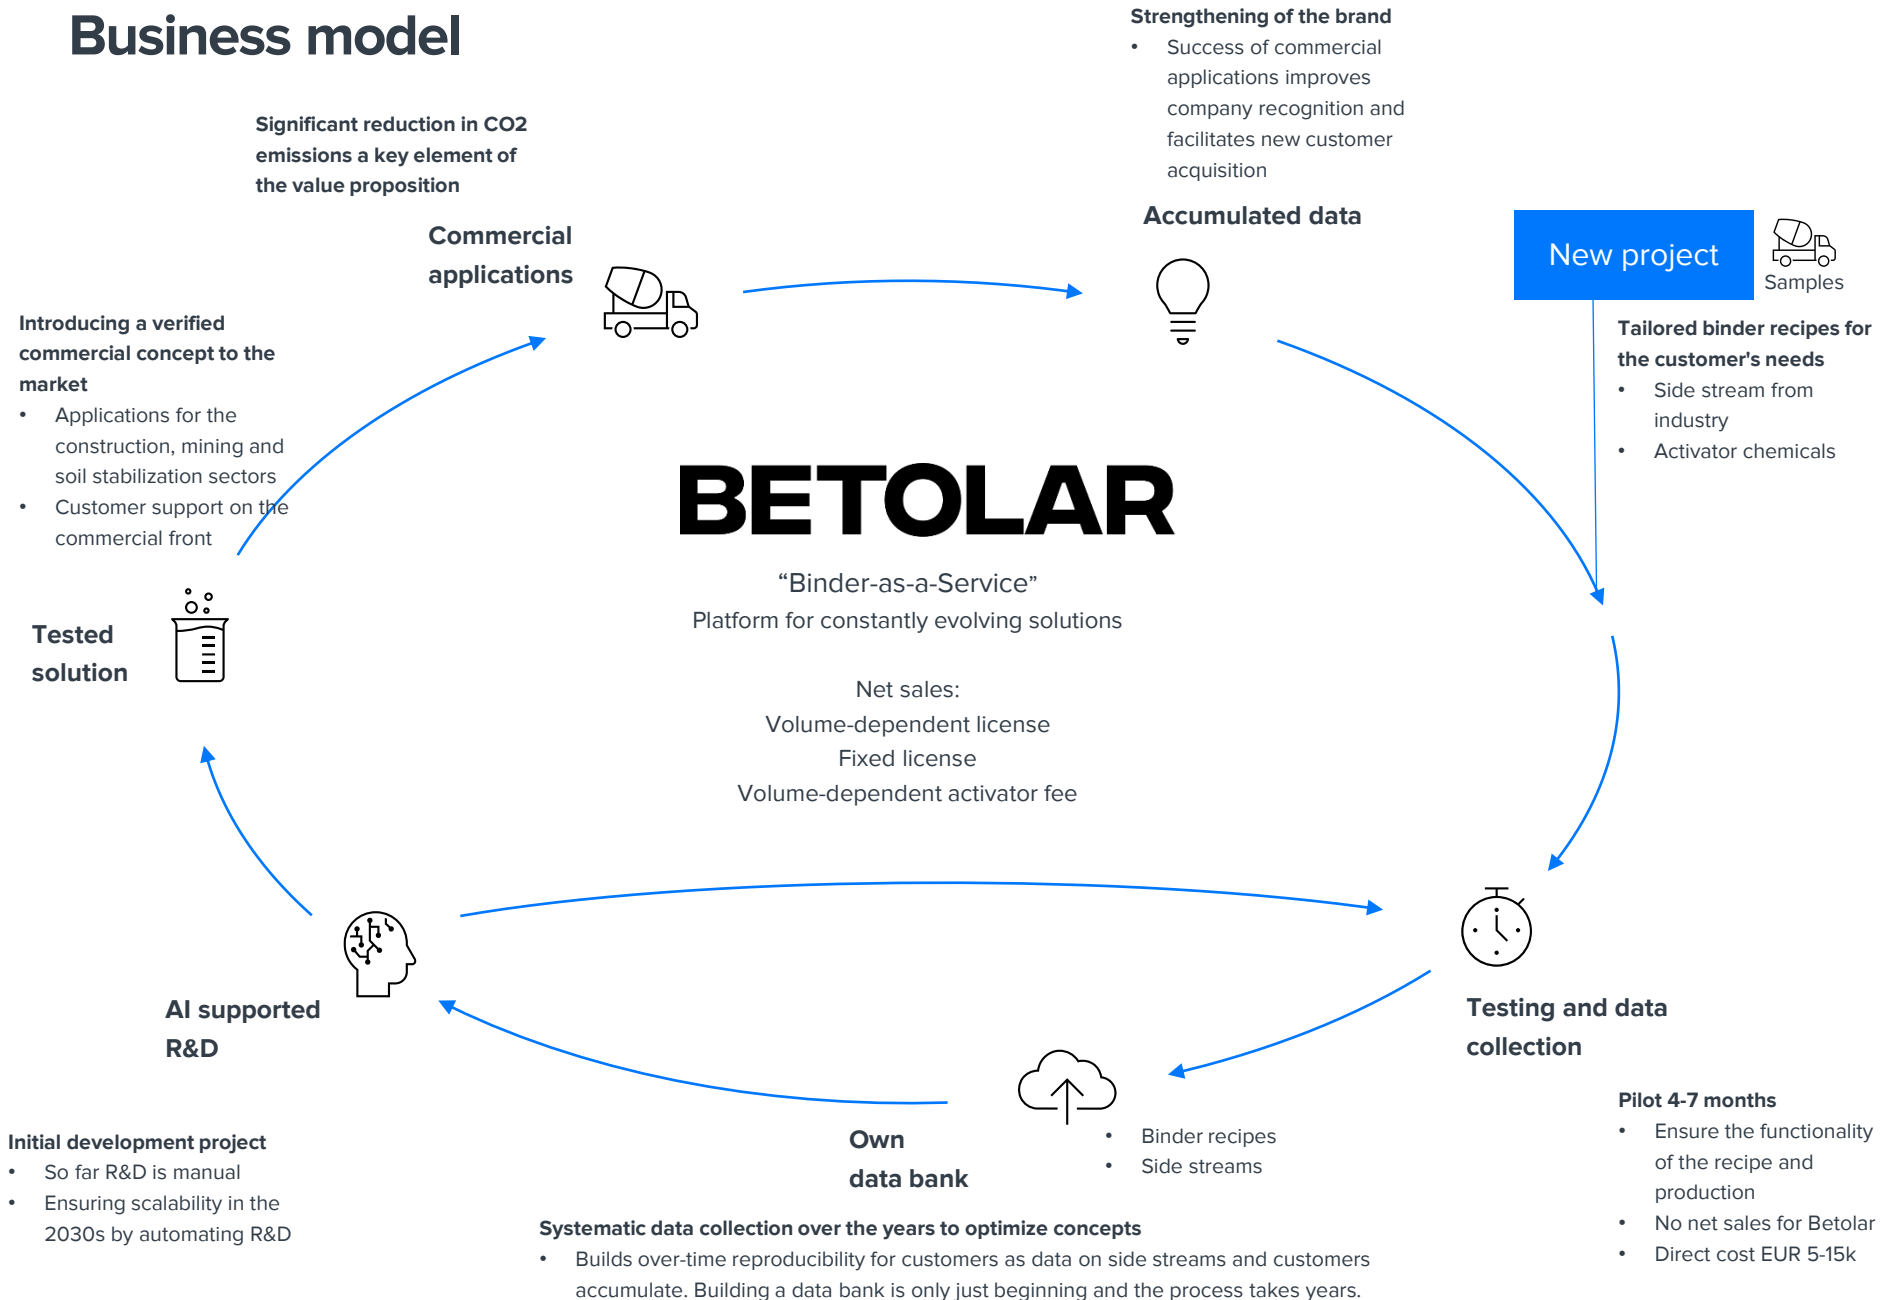 Business model
Strengthening of the brand
• Success of commercial
applications improves
company recognition and
facilitates new customer
acquisition
Significant reduction in CO2
emissions a key element of
the value proposition
Commercial
applications
Accumulated data
New project
Samples
Tailored binder recipes for
the customer's needs
• Side stream from
industry
• Activator chemicals
Introducing a verified
commercial concept to the
market
• Applications for the
construction, mining and
soil stabilization sectors
• Customer support on the
commercial front
BETOLAR
“Binder-as-a-Service”
Platform for constantly evolving solutions
Net sales:
Volume-dependent license
Fixed license
Volume-dependent activator fee
Tested
solution
AI supported
R&D
Testing and data
collection
Own
data bank
• Binder recipes
• Side streams
Initial development project
• So far R&D is manual
• Ensuring scalability in the
2030s by automating R&D
Systematic data collection over the years to optimize concepts
• Builds over-time reproducibility for customers as data on side streams and customers
accumulate. Building a data bank is only just beginning and the process takes years.
Pilot 4-7 months
• Ensure the functionality
of the recipe and
production
• No net sales for Betolar
• Direct cost EUR 5-15k